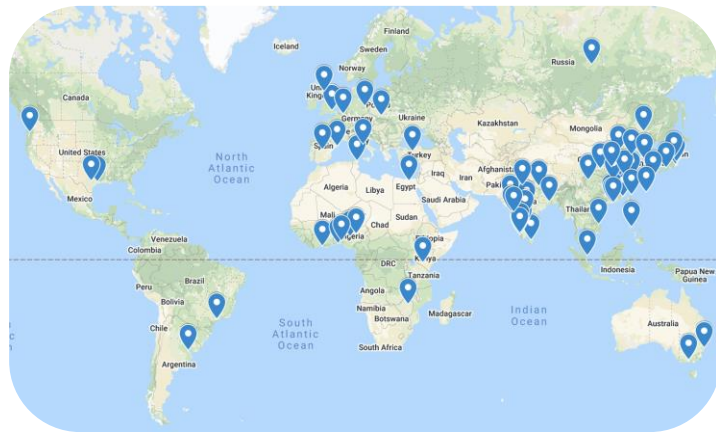 Iceland
Finland
Sweden
Norway
Russia
Canada
Ukraine
Germany
Kazakhstan
Mongolia
Spain
Turkey
United States
North
Atlantic
Ocean
Afghanistan
Iraq
Iran
Algeria
Libya
Egypt
Saudi Arabia
Mexico
Mali
Chad
Sudan
Thailand
Venezuela
Colombia
Ethiopia
Kenya
DRC
Indonesia
Papua New
Guinea
Tanzania
Peru
Brazil
Bolivia
Angola
Namibia
Botswana
Madagascar
Indian
Ocean
Chile
South
Atlantic
Ocean
South Africa
Australia
Argentina